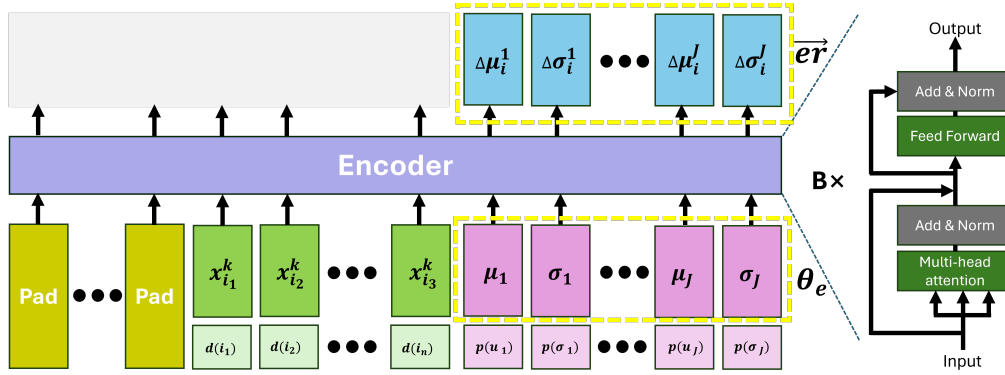 Δμ_i^1 Δσ_i^1 ●●● Δμ_i^J Δσ_i^J
\overrightarrow{er}
Encoder
Pad ●●● Pad x_{i_1}^k x_{i_2}^k ●●● x_{i_3}^k μ_1 σ_1 ●●● μ_J σ_J
θ_e
d(i_1) d(i_2) ●●● d(i_n) p(u_1) p(σ_1) ●●● p(u_J) p(σ_J)
B×
Output
Add & Norm
Feed Forward
Add & Norm
Multi-head
attention
Input